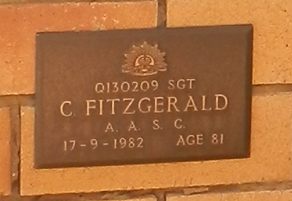 Q130209 SGT
C. FITZGERALD
A. A. S. C.
17-9-1982 AGE 81